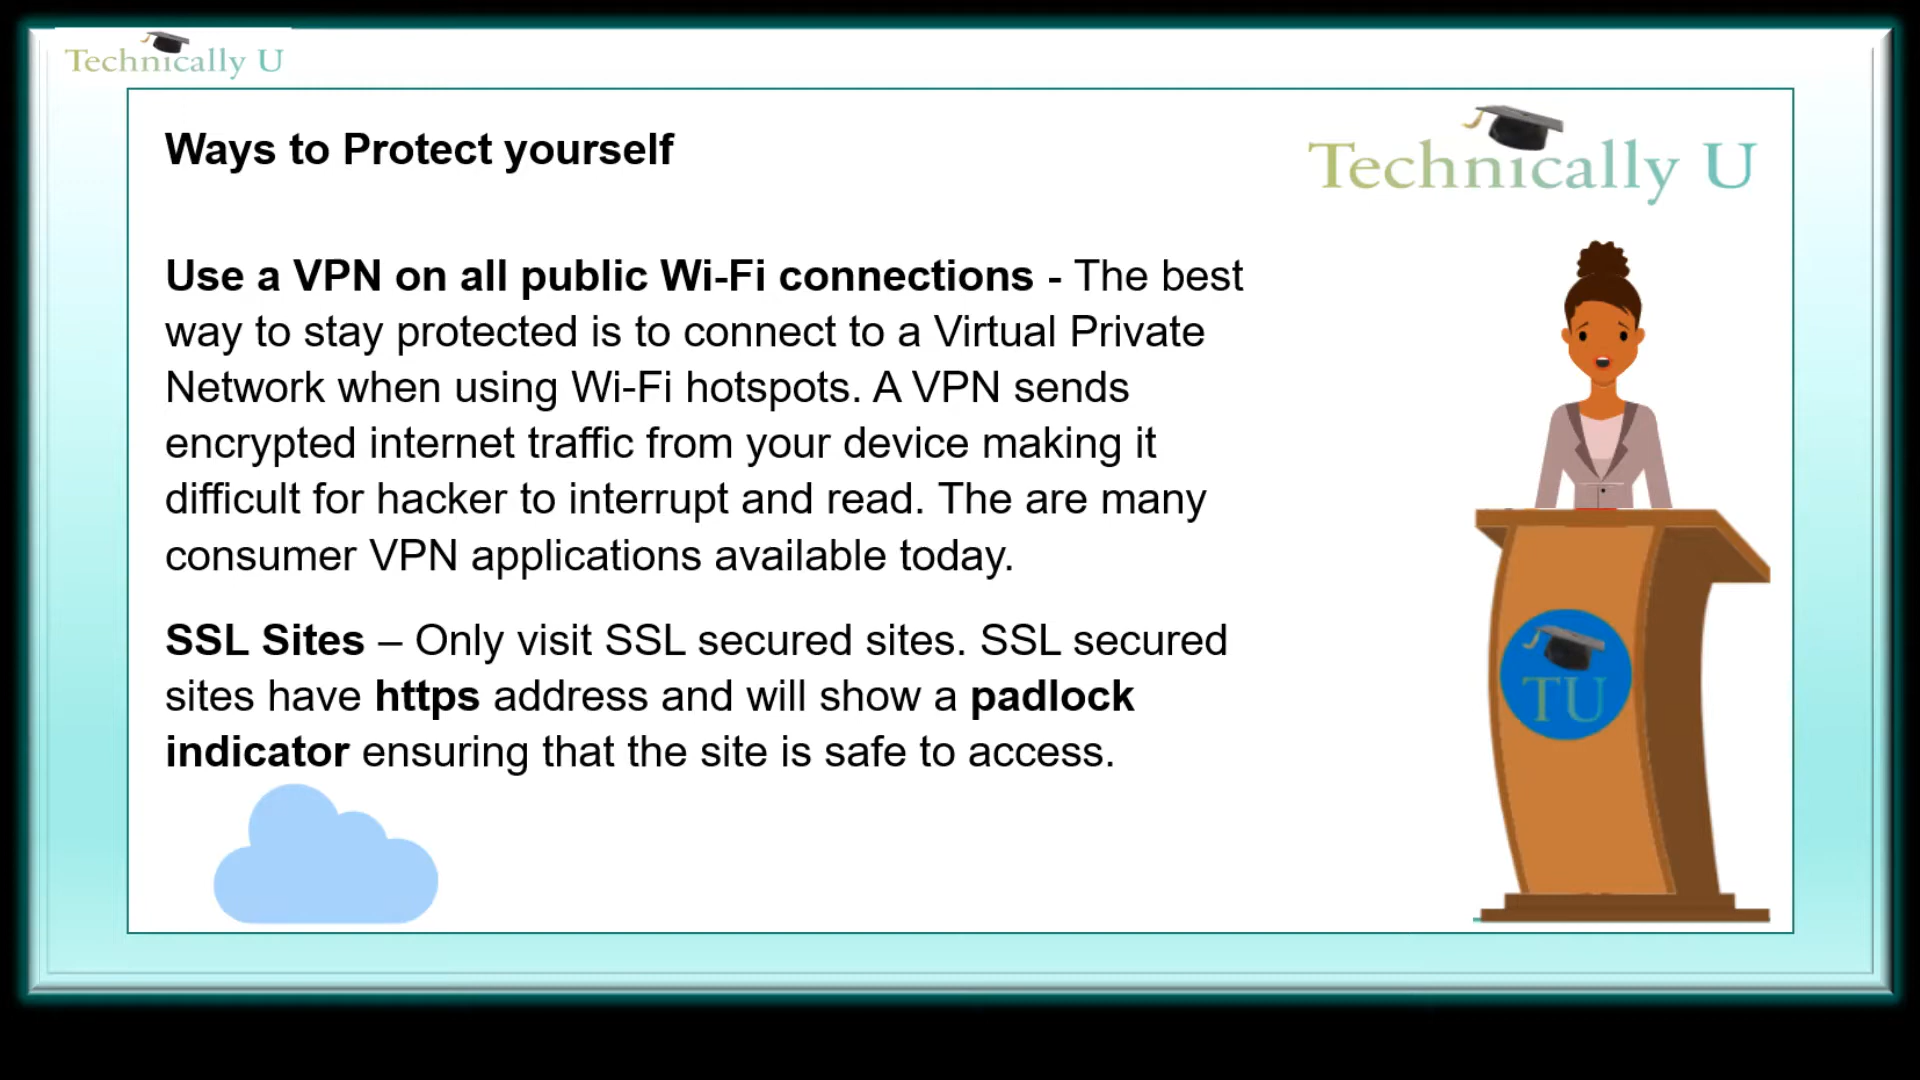 Technically U
Ways to Protect yourself
Technically U
Use a VPN on all public Wi-Fi connections - The best
way to stay protected is to connect to a Virtual Private
Network when using Wi-Fi hotspots. A VPN sends
encrypted internet traffic from your device making it
difficult for hacker to interrupt and read. The are many
consumer VPN applications available today.
SSL Sites – Only visit SSL secured sites. SSL secured
sites have https address and will show a padlock
indicator ensuring that the site is safe to access.
TU